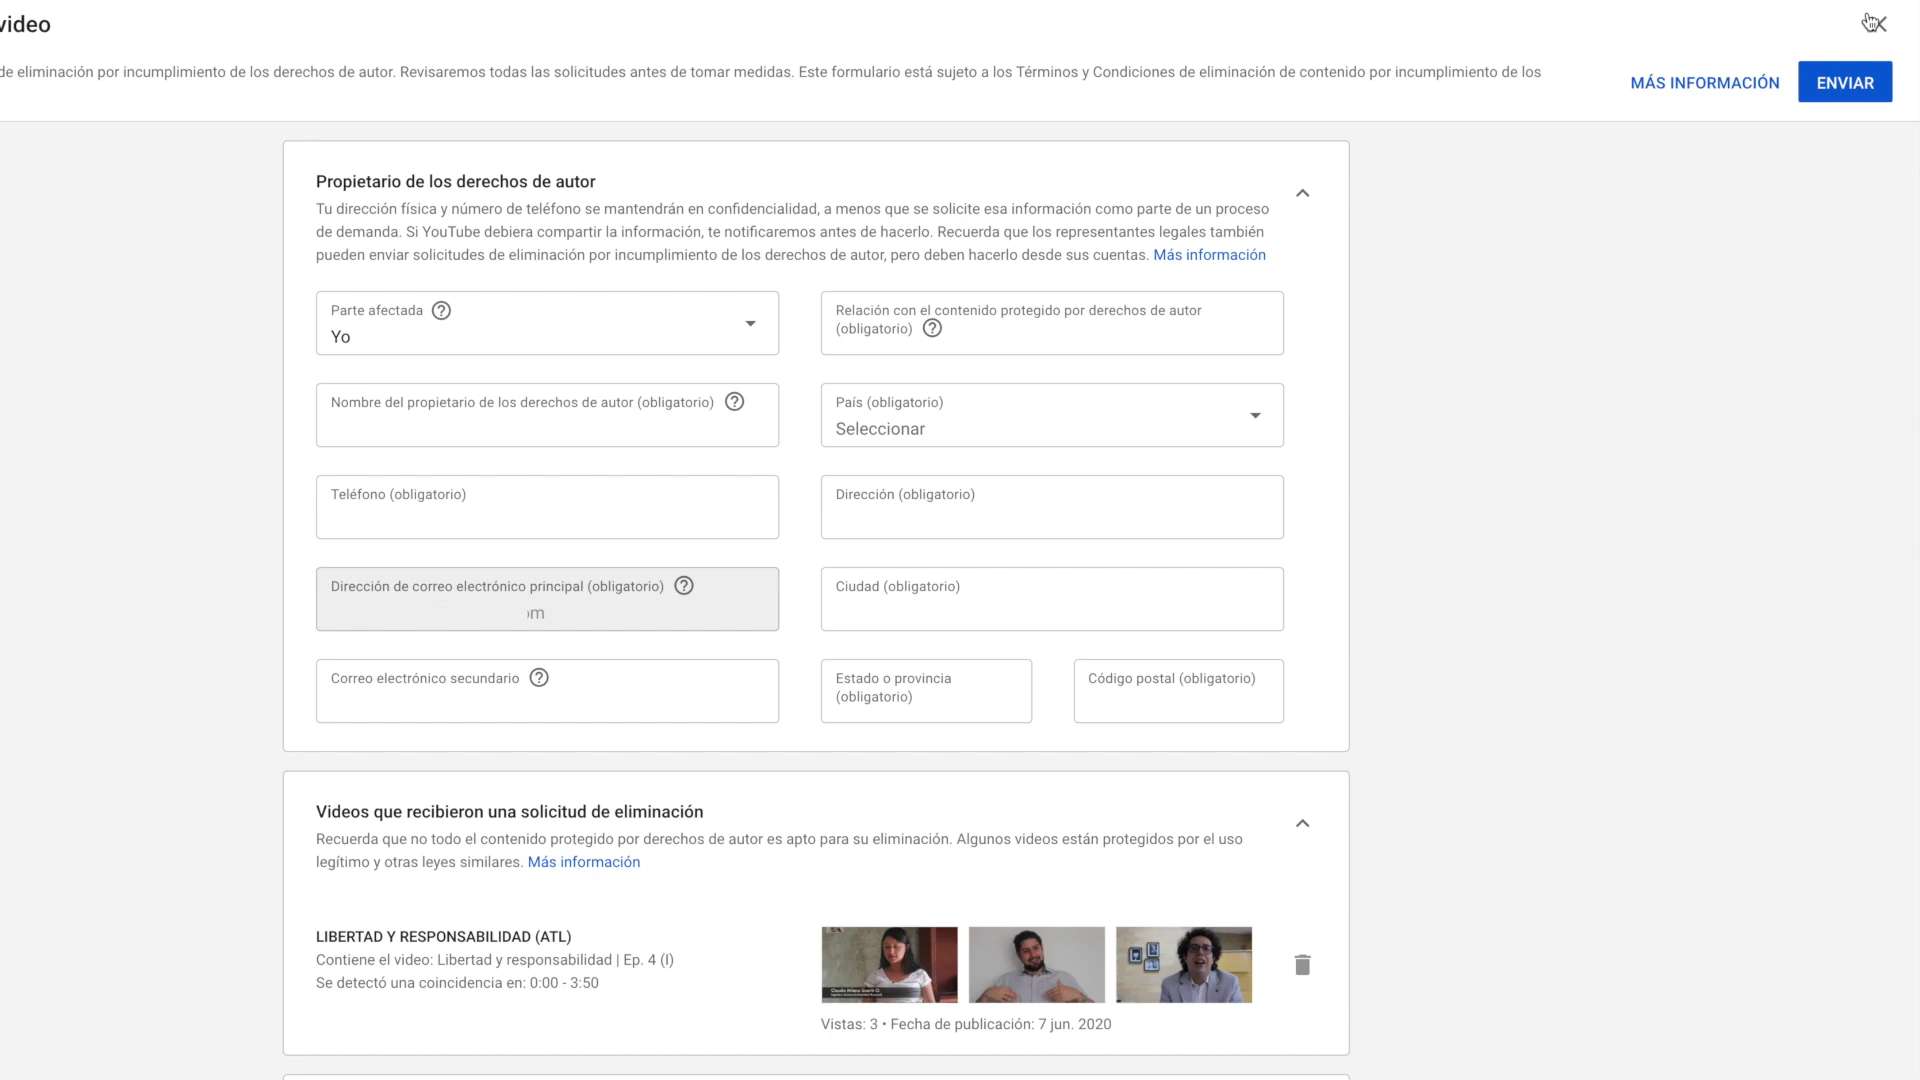 video
de eliminación por incumplimiento de los derechos de autor. Revisaremos todas las solicitudes antes de tomar medidas. Este formulario está sujeto a los Términos y Condiciones de eliminación de contenido por incumplimiento de los
MÁS INFORMACIÓN
ENVIAR
Propietario de los derechos de autor
Tu dirección física y número de teléfono se mantendrán en confidencialidad, a menos que se solicite esa información como parte de un proceso
de demanda. Si YouTube debiera compartir la información, te notificaremos antes de hacerlo. Recuerda que los representantes legales también
pueden enviar solicitudes de eliminación por incumplimiento de los derechos de autor, pero deben hacerlo desde sus cuentas. Más información
Parte afectada
Yo
Relación con el contenido protegido por derechos de autor
(obligatorio)
Nombre del propietario de los derechos de autor (obligatorio)
País (obligatorio)
Seleccionar
Teléfono (obligatorio)
Dirección (obligatorio)
Dirección de correo electrónico principal (obligatorio)
om
Ciudad (obligatorio)
Correo electrónico secundario
Estado o provincia
(obligatorio)
Código postal (obligatorio)
Videos que recibieron una solicitud de eliminación
Recuerda que no todo el contenido protegido por derechos de autor es apto para su eliminación. Algunos videos están protegidos por el uso
legítimo y otras leyes similares. Más información
LIBERTAD Y RESPONSABILIDAD (ATL)
Contiene el video: Libertad y responsabilidad | Ep. 4 (I)
Se detectó una coincidencia en: 0:00 - 3:50
Vistas: 3 • Fecha de publicación: 7 jun. 2020